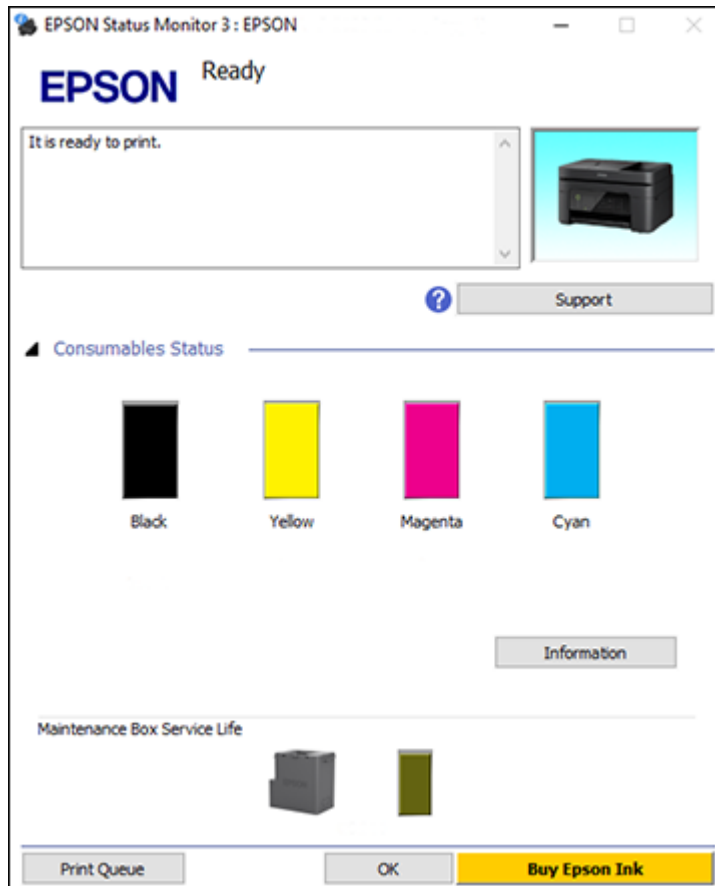 EPSON Status Monitor 3 : EPSON
EPSON
Ready
It is ready to print.
Support
Consumables Status
Black Yellow Magenta Cyan
Information
Maintenance Box Service Life
EPSON
Print Queue OK Buy Epson Ink